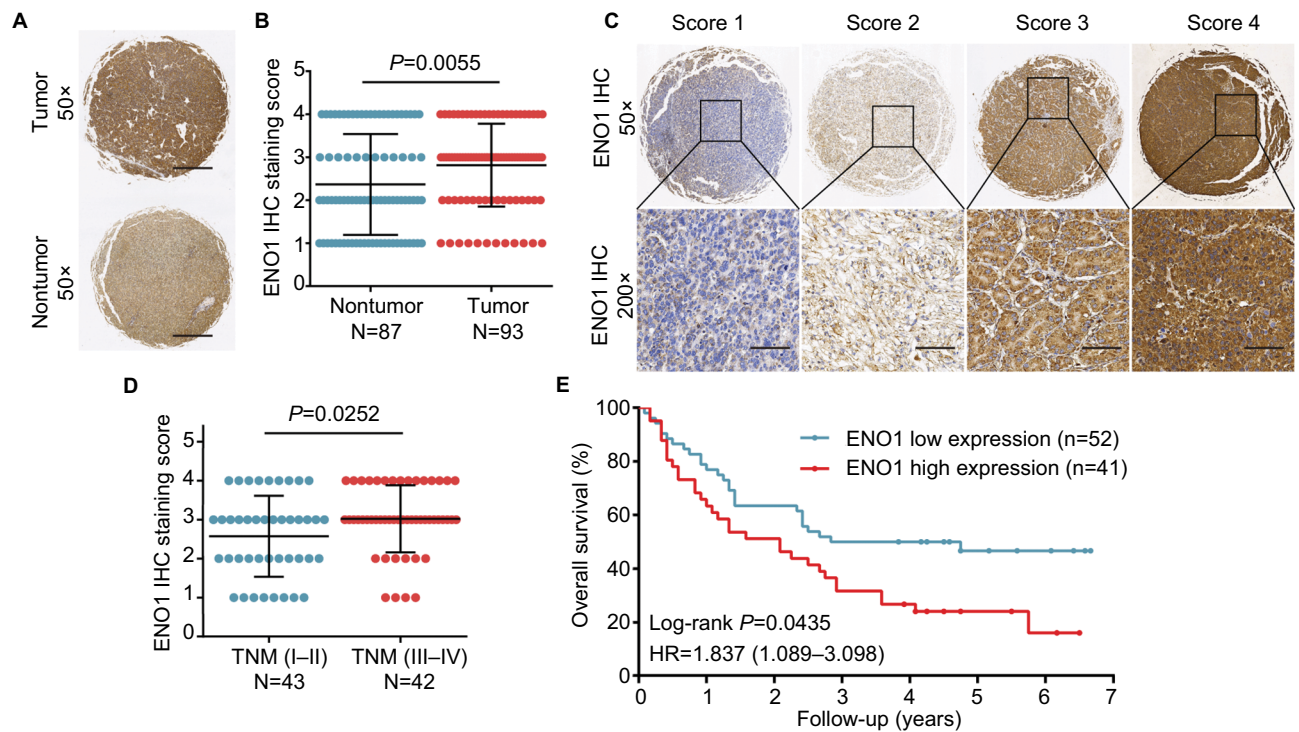 A
Tumor
50×
Nontumor
50×
B
P=0.0055
ENO1 IHC staining score
5
4
3
2
1
0
Nontumor
N=87
Tumor
N=93
C
Score 1
Score 2
Score 3
Score 4
ENO1 IHC
50×
ENO1 IHC
200×
D
P=0.0252
ENO1 IHC staining score
5
4
3
2
1
0
TNM (I–II)
N=43
TNM (III–IV)
N=42
E
Overall survival (%)
100
80
60
40
20
0
ENO1 low expression (n=52)
ENO1 high expression (n=41)
Log-rank P=0.0435
HR=1.837 (1.089–3.098)
0 1 2 3 4 5 6 7
Follow-up (years)